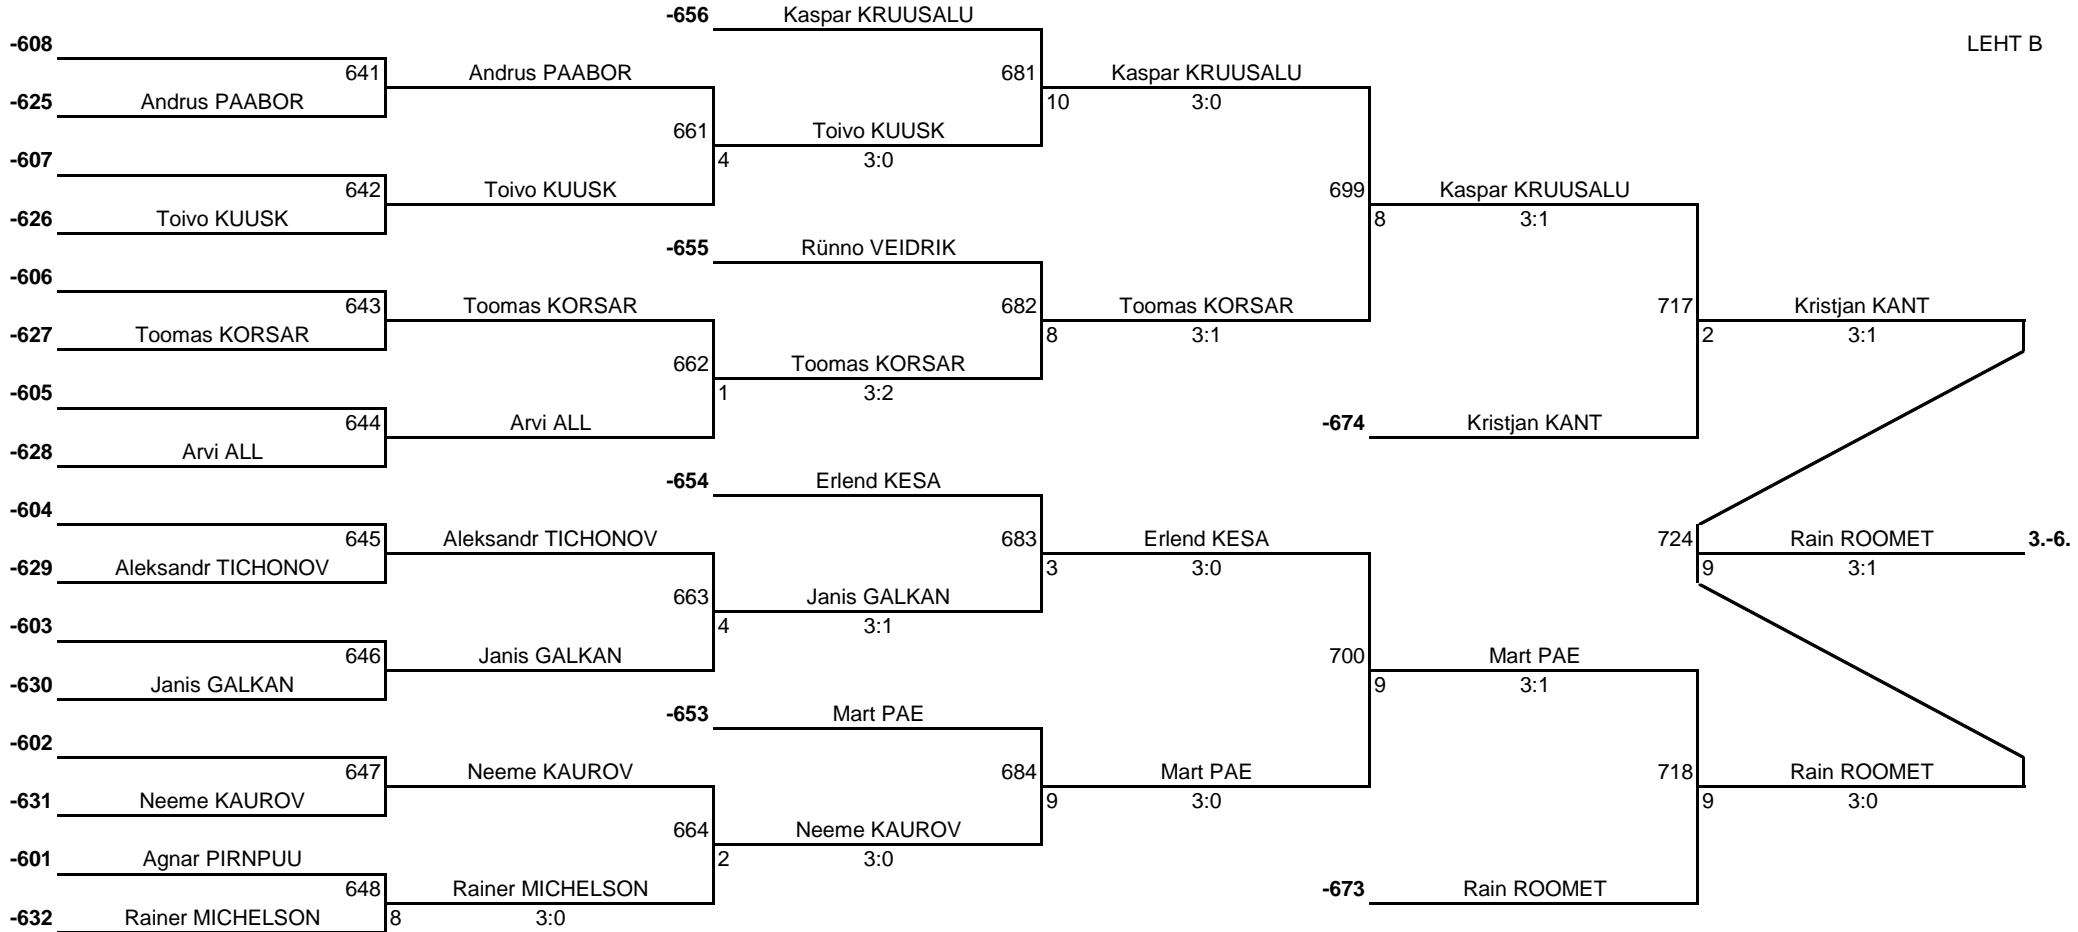 -656 Kaspar KRUUSALU
-608 LEHT B
641 Andrus PAABOR 681 Kaspar KRUUSALU
-625 Andrus PAABOR 10 3:0
661 Toivo KUUSK
-607 4 3:0
642 Toivo KUUSK 699 Kaspar KRUUSALU
-626 Toivo KUUSK 8 3:1
-655 Rünno VEIDRIK
-606
643 Toomas KORSAR 682 Toomas KORSAR 717 Kristjan KANT
-627 Toomas KORSAR 8 3:1 2 3:1
662 Toomas KORSAR
-605 1 3:2
644 Arvi ALL -674 Kristjan KANT
-628 Arvi ALL
-654 Erlend KESA
-604
645 Aleksandr TICHONOV 683 Erlend KESA 724 Rain ROOMET 3.-6.
-629 Aleksandr TICHONOV 3 3:0 9 3:1
663 Janis GALKAN
-603 4 3:1
646 Janis GALKAN 700 Mart PAE
-630 Janis GALKAN 9 3:1
-653 Mart PAE
-602
647 Neeme KAUROV 684 Mart PAE 718 Rain ROOMET
-631 Neeme KAUROV 9 3:0 9 3:0
664 Neeme KAUROV
-601 Agnar PIRNPUU 2 3:0
648 Rainer MICHELSON -673 Rain ROOMET
-632 Rainer MICHELSON 8 3:0